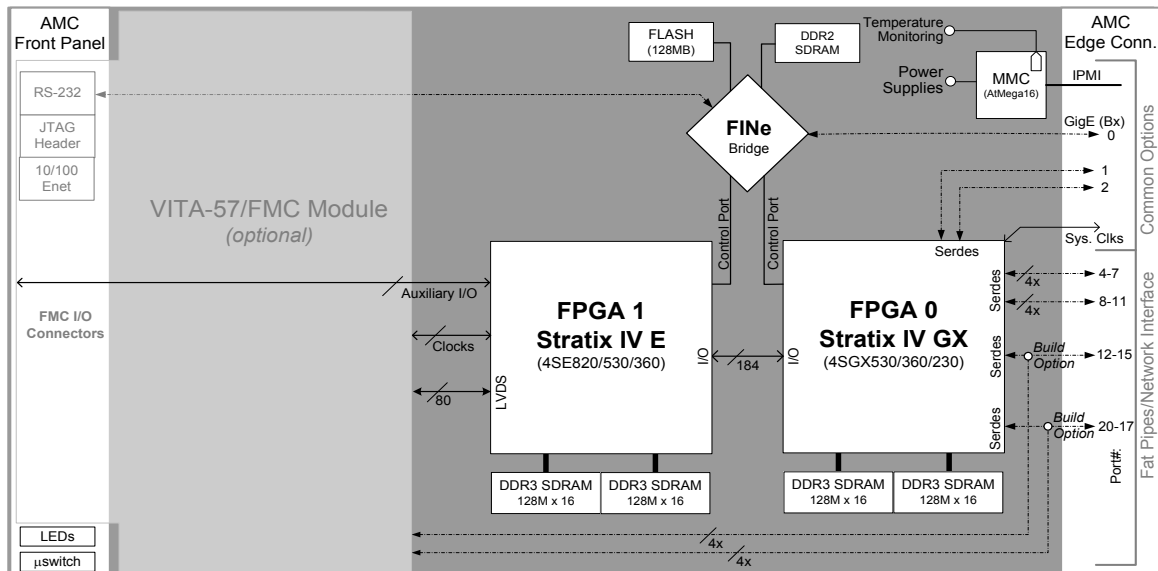 AMC
Front Panel
RS-232
JTAG
Header
10/100
Enet
FMC I/O
Connectors
LEDs
µswitch
VITA-57/FMC Module
(optional)
FLASH
(128MB)
DDR2
SDRAM
Temperature
Monitoring
Power
Supplies
MMC
(AtMega16)
IPMI
AMC
Edge Conn.
FINe
Bridge
GigE (Bx)
0
1
2
Common Options
Control Port
Control Port
Serdes
Sys. Clks
Auxiliary I/O
Clocks
80
LVDS
FPGA 1
Stratix IV E
(4SE820/530/360)
I/O
184
I/O
FPGA 0
Stratix IV GX
(4SGX530/360/230)
Serdes
4x
4-7
4x
8-11
Serdes
Build
Option
12-15
Serdes
Build
Option
20-17
Port#:
Fat Pipes/Network Interface
DDR3 SDRAM
128M x 16
DDR3 SDRAM
128M x 16
DDR3 SDRAM
128M x 16
DDR3 SDRAM
128M x 16
4x
4x